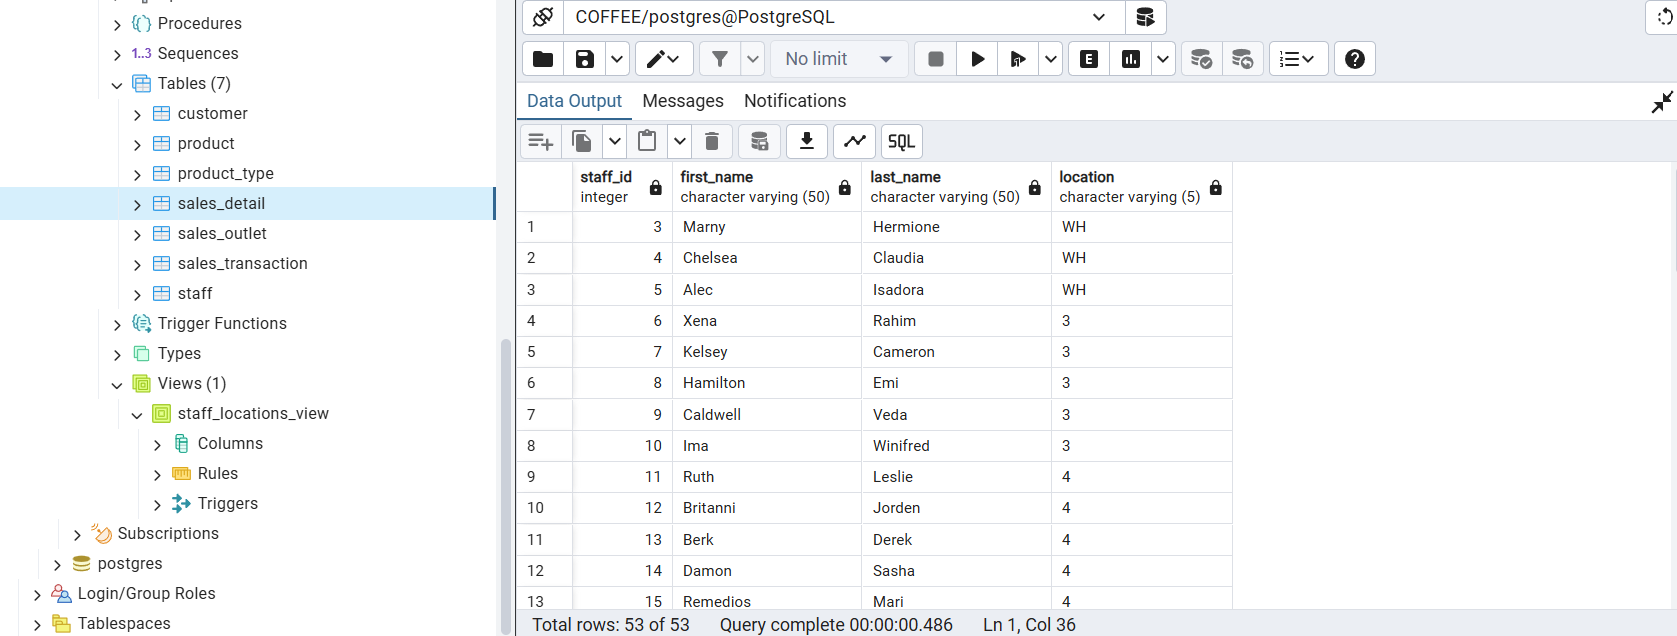 Procedures
1..3 Sequences
Tables (7)
customer
product
product_type
sales_detail
sales_outlet
sales_transaction
staff
Trigger Functions
Types
Views (1)
staff_locations_view
Columns
Rules
Triggers
Subscriptions
postgres
Login/Group Roles
Tablespaces
COFFEE/postgres@PostgreSQL
No limit
E
Data Output Messages Notifications
SQL
staff_id first_name last_name location
integer character varying (50) character varying (50) character varying (5)
1 3 Marny Hermione WH
2 4 Chelsea Claudia WH
3 5 Alec Isadora WH
4 6 Xena Rahim 3
5 7 Kelsey Cameron 3
6 8 Hamilton Emi 3
7 9 Caldwell Veda 3
8 10 Ima Winifred 3
9 11 Ruth Leslie 4
10 12 Britanni Jorden 4
11 13 Berk Derek 4
12 14 Damon Sasha 4
13 15 Remedios Mari 4
Total rows: 53 of 53 Query complete 00:00:00.486 Ln 1, Col 36